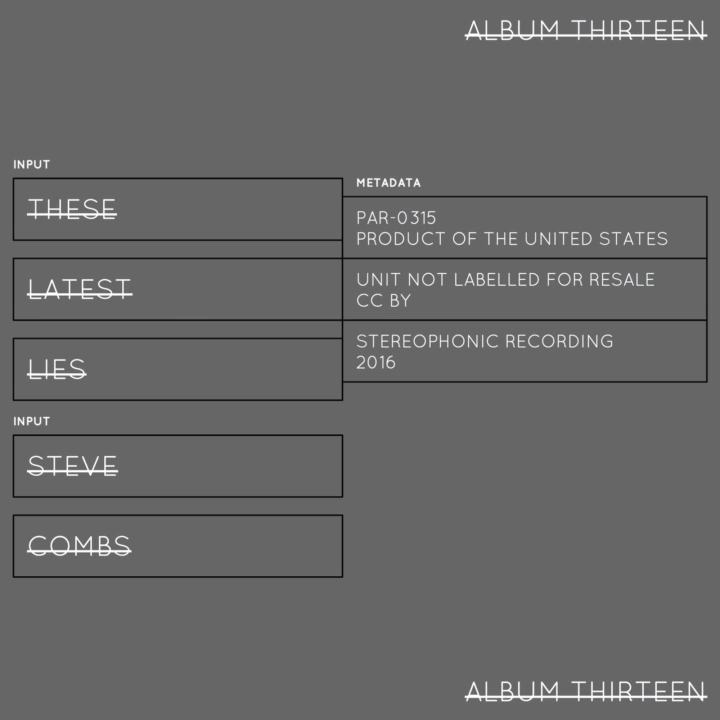 ALBUM THIRTEEN
INPUT
THESE
LATEST
LIES
METADATA
PAR-0315
PRODUCT OF THE UNITED STATES
UNIT NOT LABELLED FOR RESALE
CC BY
STEREOPHONIC RECORDING
2016
INPUT
STEVE
COMBS
ALBUM THIRTEEN